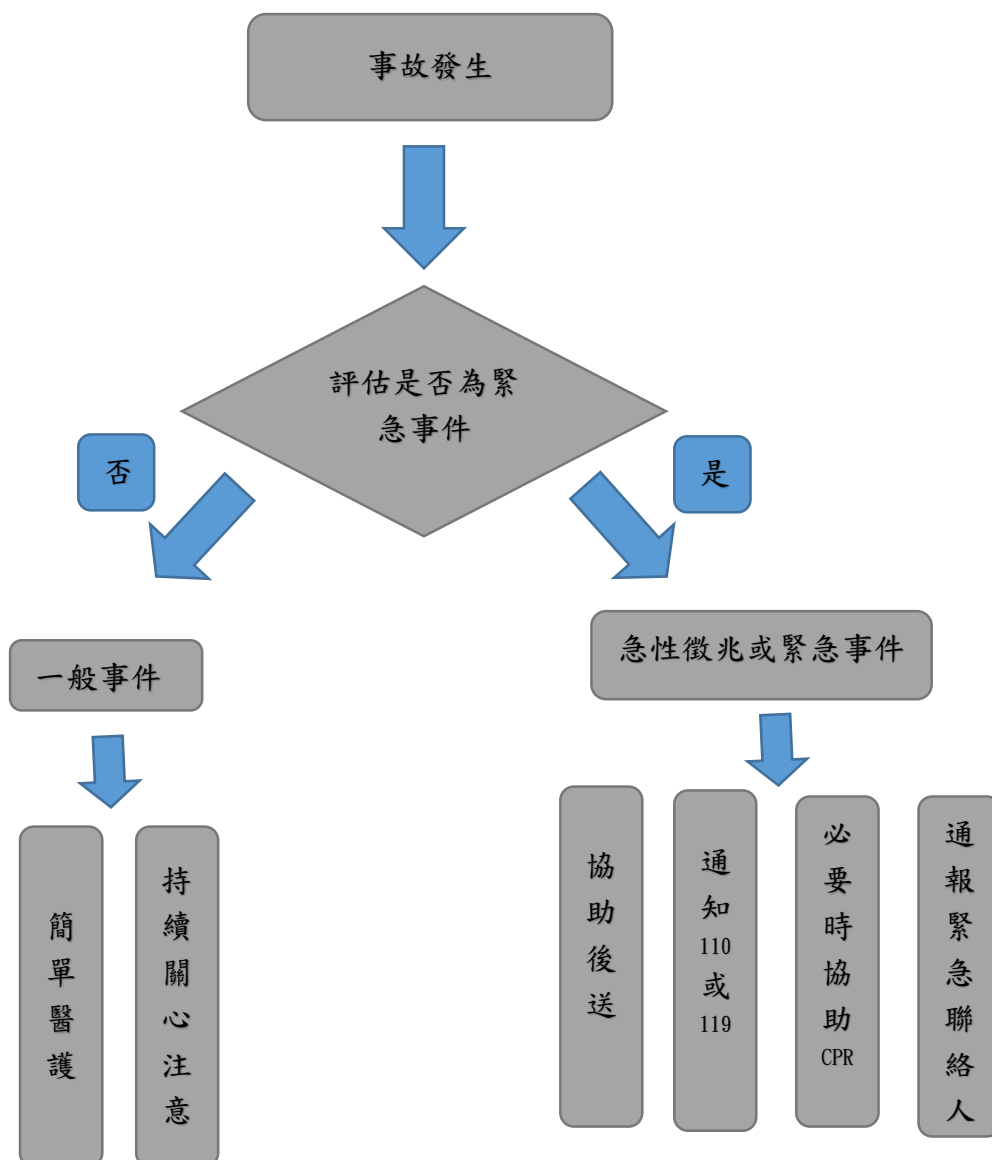 事故發生
評估是否為緊
急事件
否
是
一般事件
急性徵兆或緊急事件
簡單醫護
持續關心注意
協助後送
通知110或119
必要時協助CPR
通報緊急聯絡人